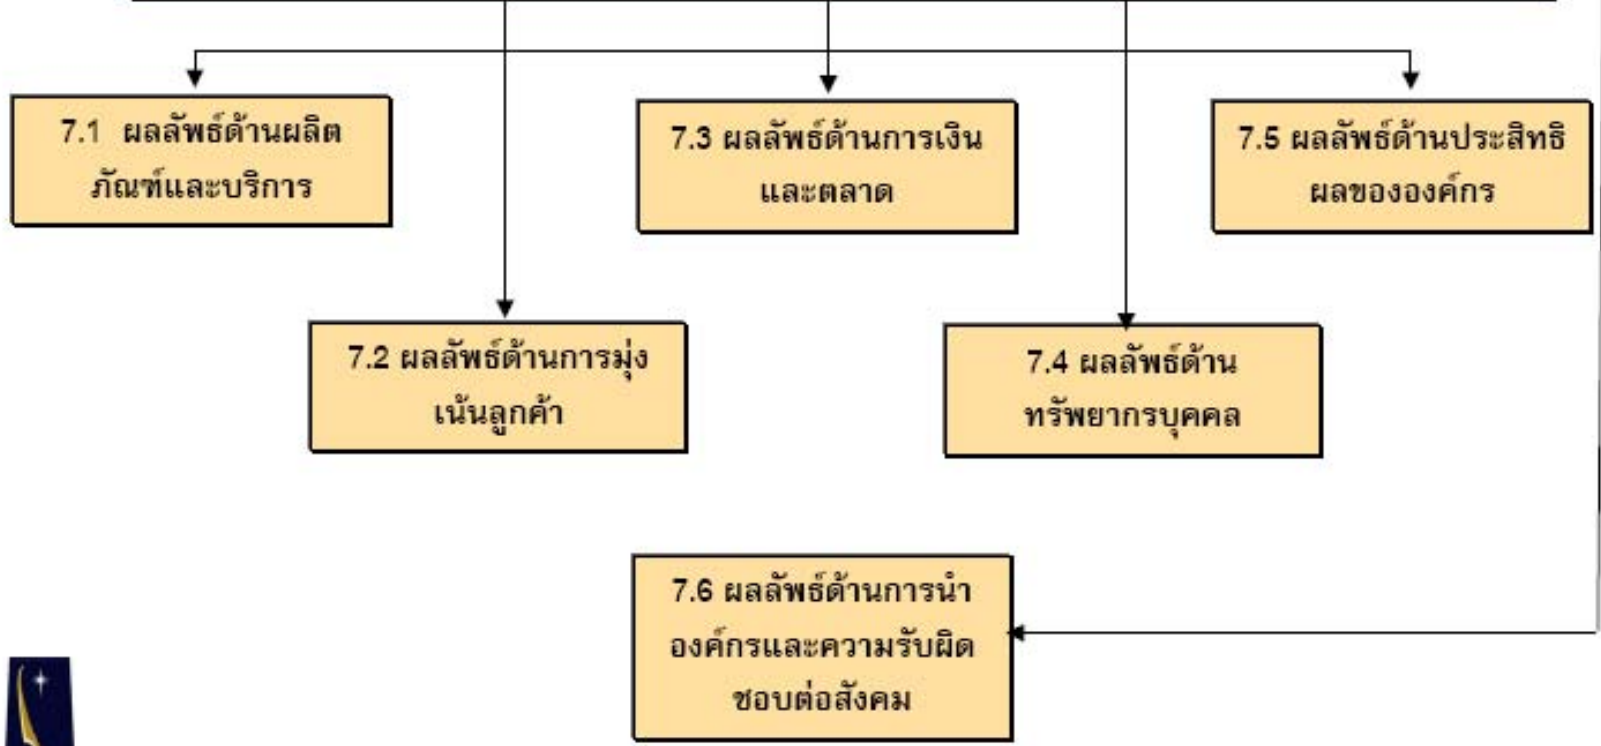 7.1 ผลลัพธ์ด้านผลิต
ภัณฑ์และบริการ
7.3 ผลลัพธ์ด้านการเงิน
และตลาด
7.5 ผลลัพธ์ด้านประสิทธิ
ผลขององค์กร
7.2 ผลลัพธ์ด้านการมุ่ง
เน้นลูกค้า
7.4 ผลลัพธ์ด้าน
ทรัพยากรบุคคล
7.6 ผลลัพธ์ด้านการนำ
องค์กรและความรับผิด
ชอบต่อสังคม